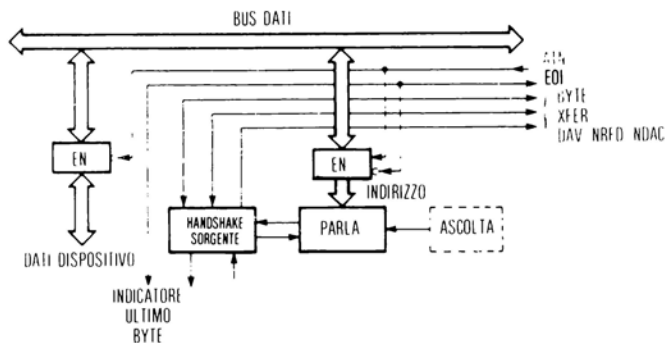 BUS DATI
ATN
EOI
BYTE
XFER
DAV NRFD NDAC
EN
EN
INDIRIZZO
HANDSHAKE
SORGENTE
PARLA
ASCOLTA
DATI DISPOSITIVO
INDICATORE
ULTIMO
BYTE